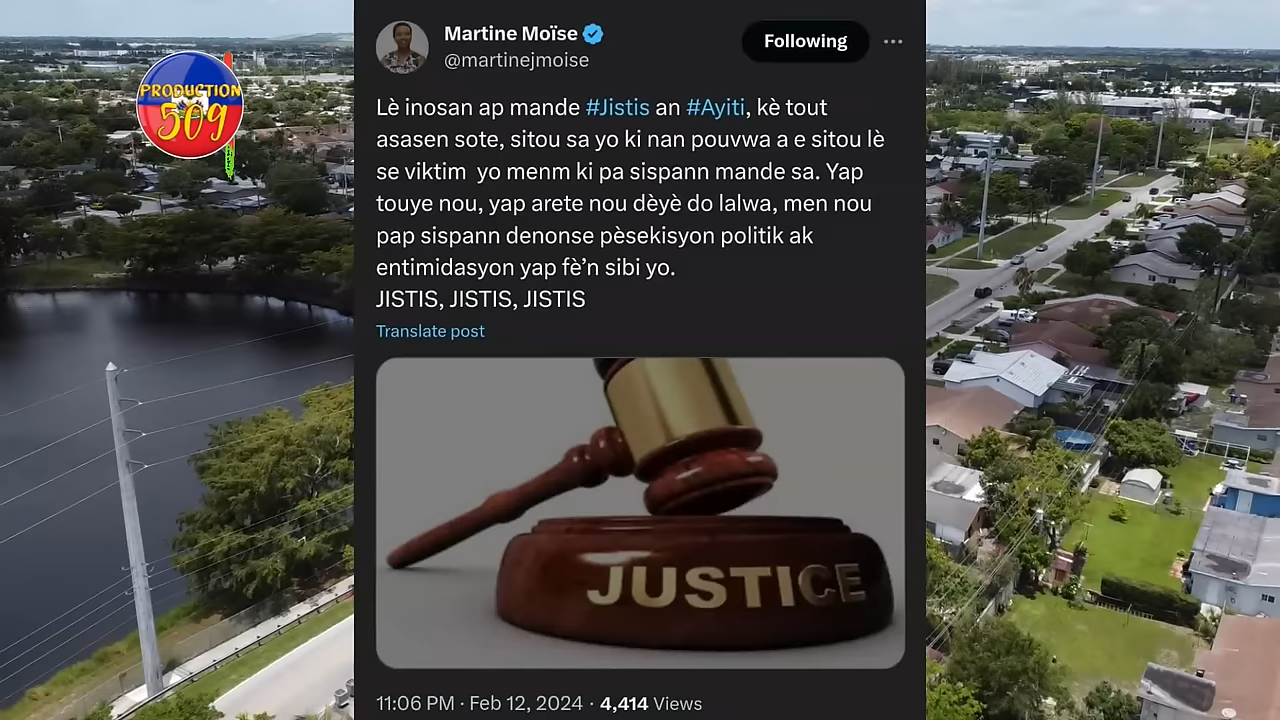 PRODUCTION
509
Martine Moïse
@martinejmoise
Following
Lè inosan ap mande #Jistis an #Ayiti, kè tout
asasen sote, sitou sa yo ki nan pouvwa a e sitou lè
se viktim yo menm ki pa sispann mande sa. Yap
touye nou, yap arete nou dèyè do lalwa, men nou
pap sispann denonse pèsekisyon politik ak
entimidasyon yap fè’n sibi yo.
JISTIS, JISTIS, JISTIS
Translate post
JUSTICE
11:06 PM · Feb 12, 2024 · 4,414 Views